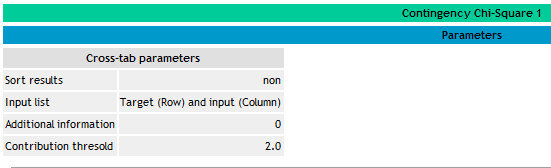 Contingency Chi-Square 1
Parameters
Cross-tab parameters
Sort results non
Input list Target (Row) and input (Column)
Additional information 0
Contribution thresold 2.0